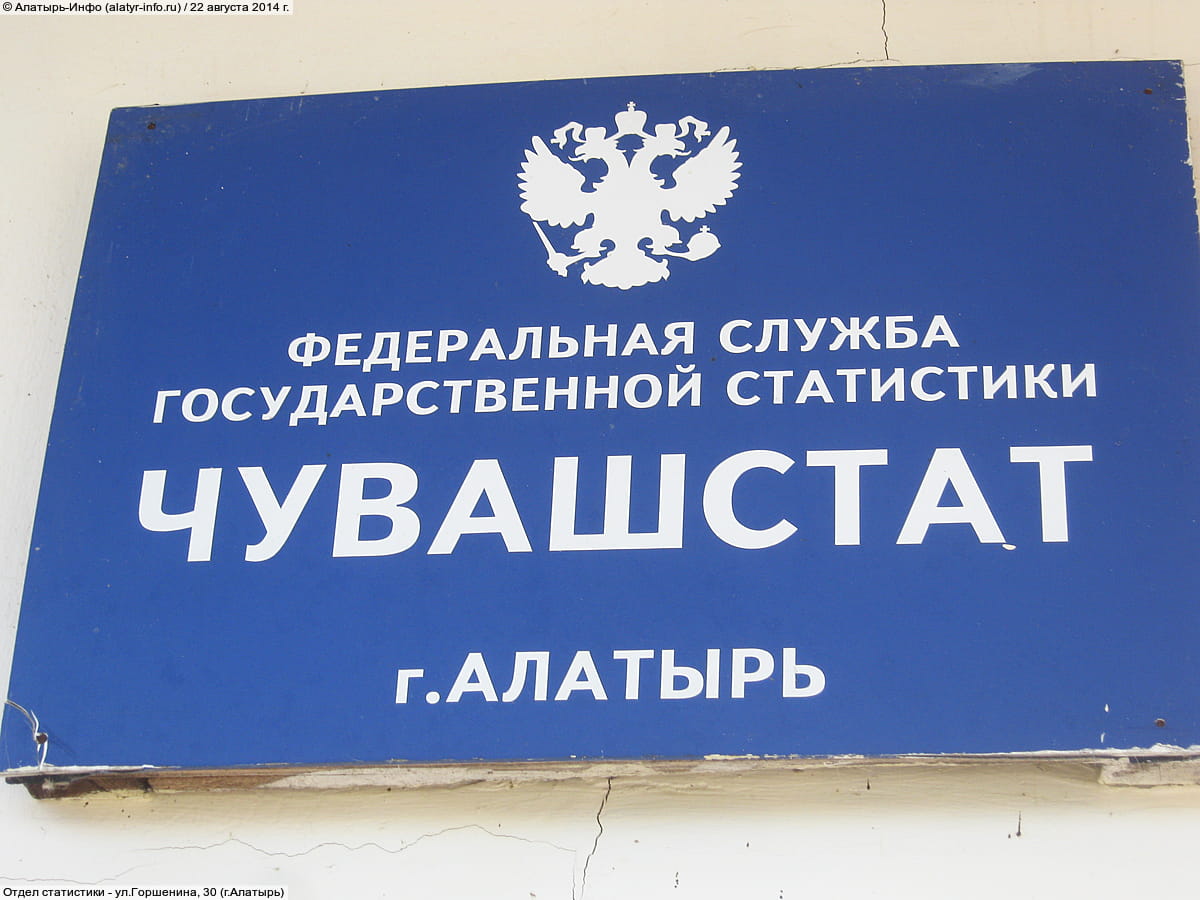 © Алатырь-Инфо (alatyr-info.ru) / 22 августа 2014 г.
ФЕДЕРАЛЬНАЯ СЛУЖБА
ГОСУДАРСТВЕННОЙ СТАТИСТИКИ
ЧУВАШСТАТ
г.АЛАТЫРЬ
Отдел статистики - ул.Горшенина, 30 (г.Алатырь)